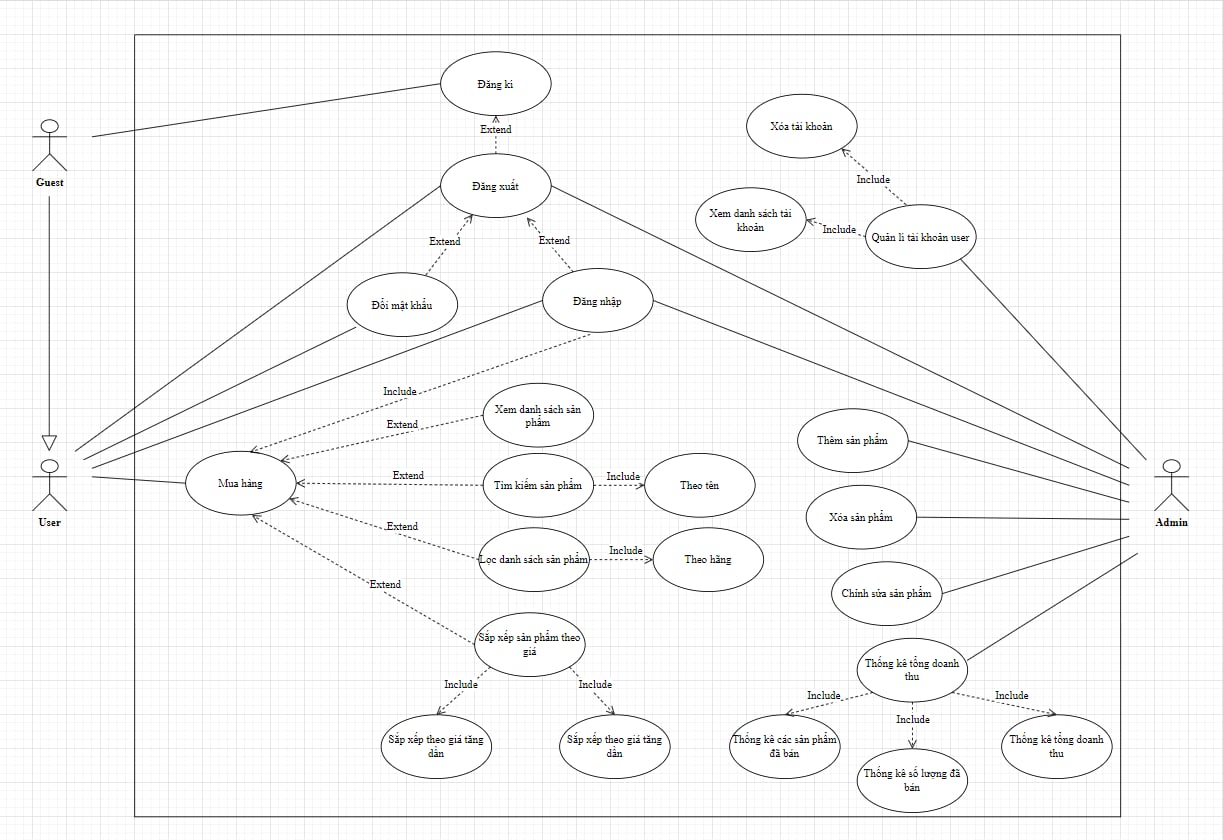 Đăng kí
Extend
Xóa tài khoản
Guest
Include
Đăng xuất
Xem danh sách tài
khoản
Include
Quản lí tài khoản user
Extend
Extend
Đổi mật khẩu
Đăng nhập
Include
Xem danh sách sản
phẩm
Extend
Thêm sản phẩm
Mua hàng
Extend
Tìm kiếm sản phẩm
Include
Theo tên
User
Xóa sản phẩm
Admin
Extend
Lọc danh sách sản phẩm
Include
Theo hãng
Extend
Chỉnh sửa sản phẩm
Sắp xếp sản phẩm theo
giá
Thống kê tổng doanh
thu
Include
Include
Include
Include
Include
Sắp xếp theo giá tăng
dần
Sắp xếp theo giá tăng
dần
Thống kê các sản phẩm
đã bán
Thống kê số lượng đã
bán
Thống kê tổng doanh
thu